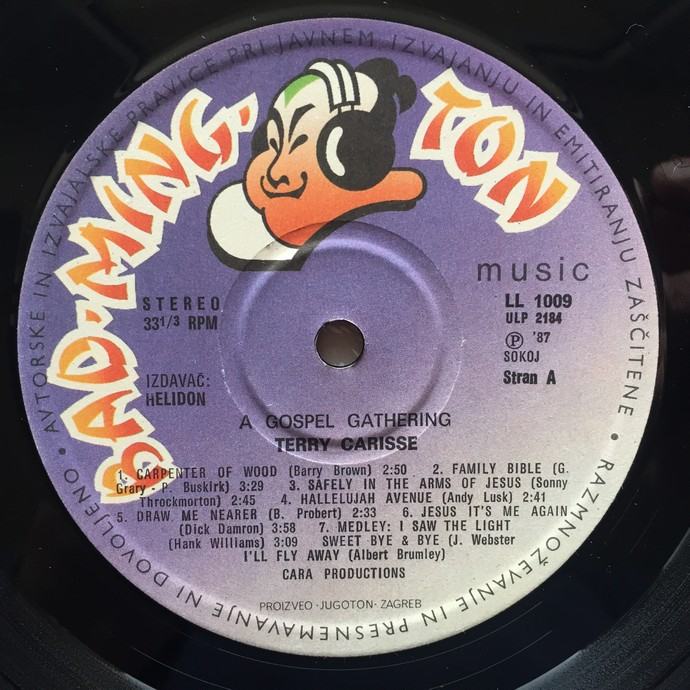 BAD·MING·TON
music
STEREO
33 1/3 RPM
LL 1009
ULP 2184
Ⓟ '87
SOKOJ
Stran A
IZDAVAČ:
HELIDON
A GOSPEL GATHERING
TERRY CARISSE
1. CARPENTER OF WOOD (Barry Brown) 2:50 2. FAMILY BIBLE (G.
Grary - P. Buskirk) 3:29 3. SAFELY IN THE ARMS OF JESUS (Sonny
Throckmorton) 2:45 4. HALLELUJAH AVENUE (Andy Lusk) 2:41
5. DRAW ME NEARER (B. Probert) 2:33 6. JESUS IT'S ME AGAIN
(Dick Damron) 3:58 7. MEDLEY: I SAW THE LIGHT
(Hank Williams) 3:09 SWEET BYE & BYE (J. Webster
I'LL FLY AWAY (Albert Brumley)
CARA PRODUCTIONS
PROIZVEO · JUGOTON · ZAGREB
AVTORSKE IN IZVAJALSKE PRAVICE PRI JAVNEM IZVAJANJU IN EMITIRANJU ZAŠČITENE • RAZMNOŽEVANJE IN PRESNEMAVANJE NI DOVOLJENO •